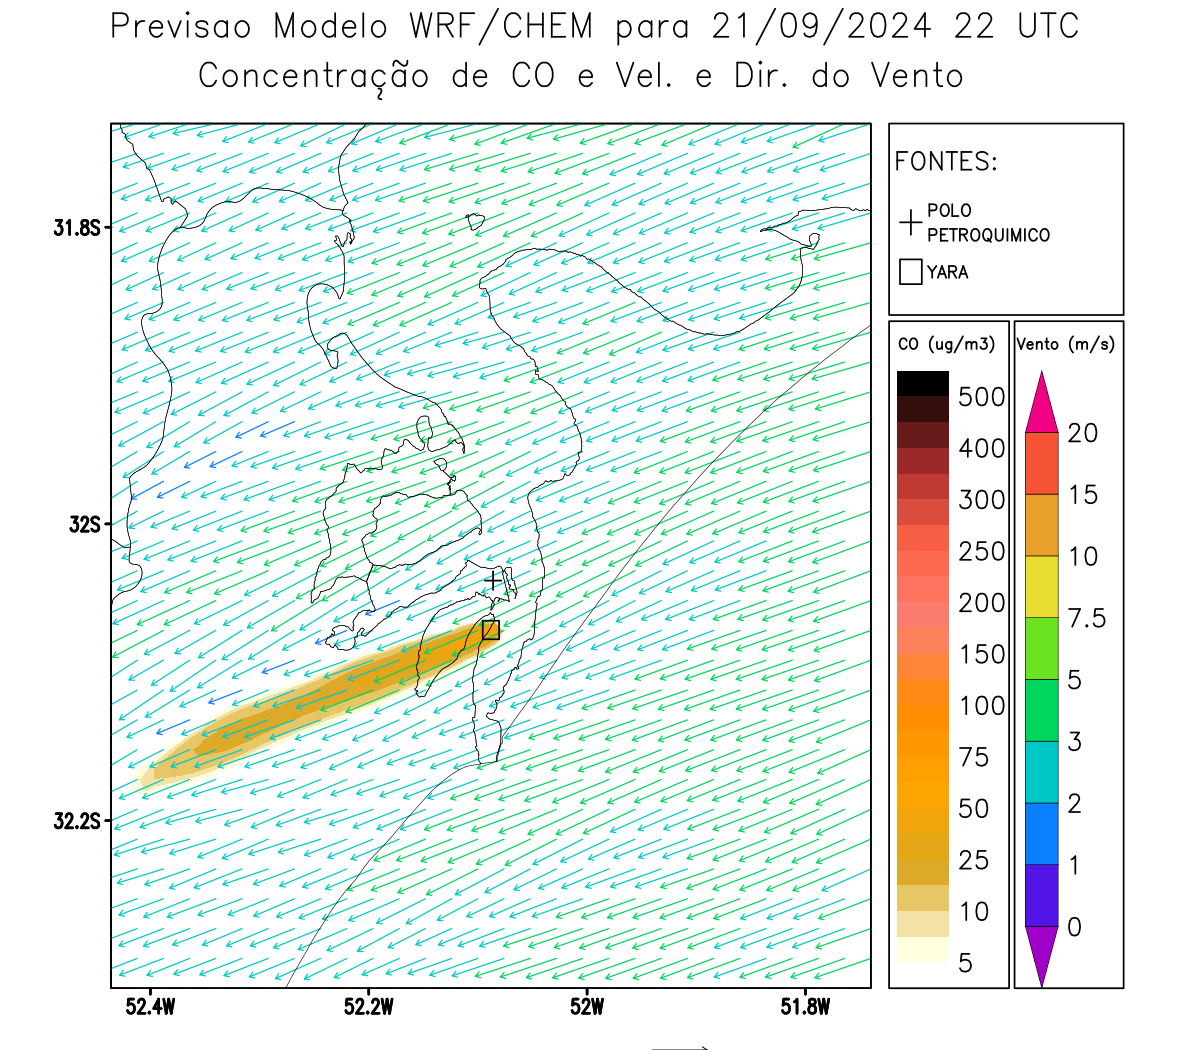 Previsao Modelo WRF/CHEM para 21/09/2024 22 UTC
Concentração de CO e Vel. e Dir. do Vento
31.8S
32S
32.2S
52.4W
52.2W
52W
51.8W
FONTES:
POLO
PETROQUIMICO
YARA
CO (ug/m3)
500
400
300
250
200
150
100
75
50
25
10
5
Vento (m/s)
20
15
10
7.5
5
3
2
1
0